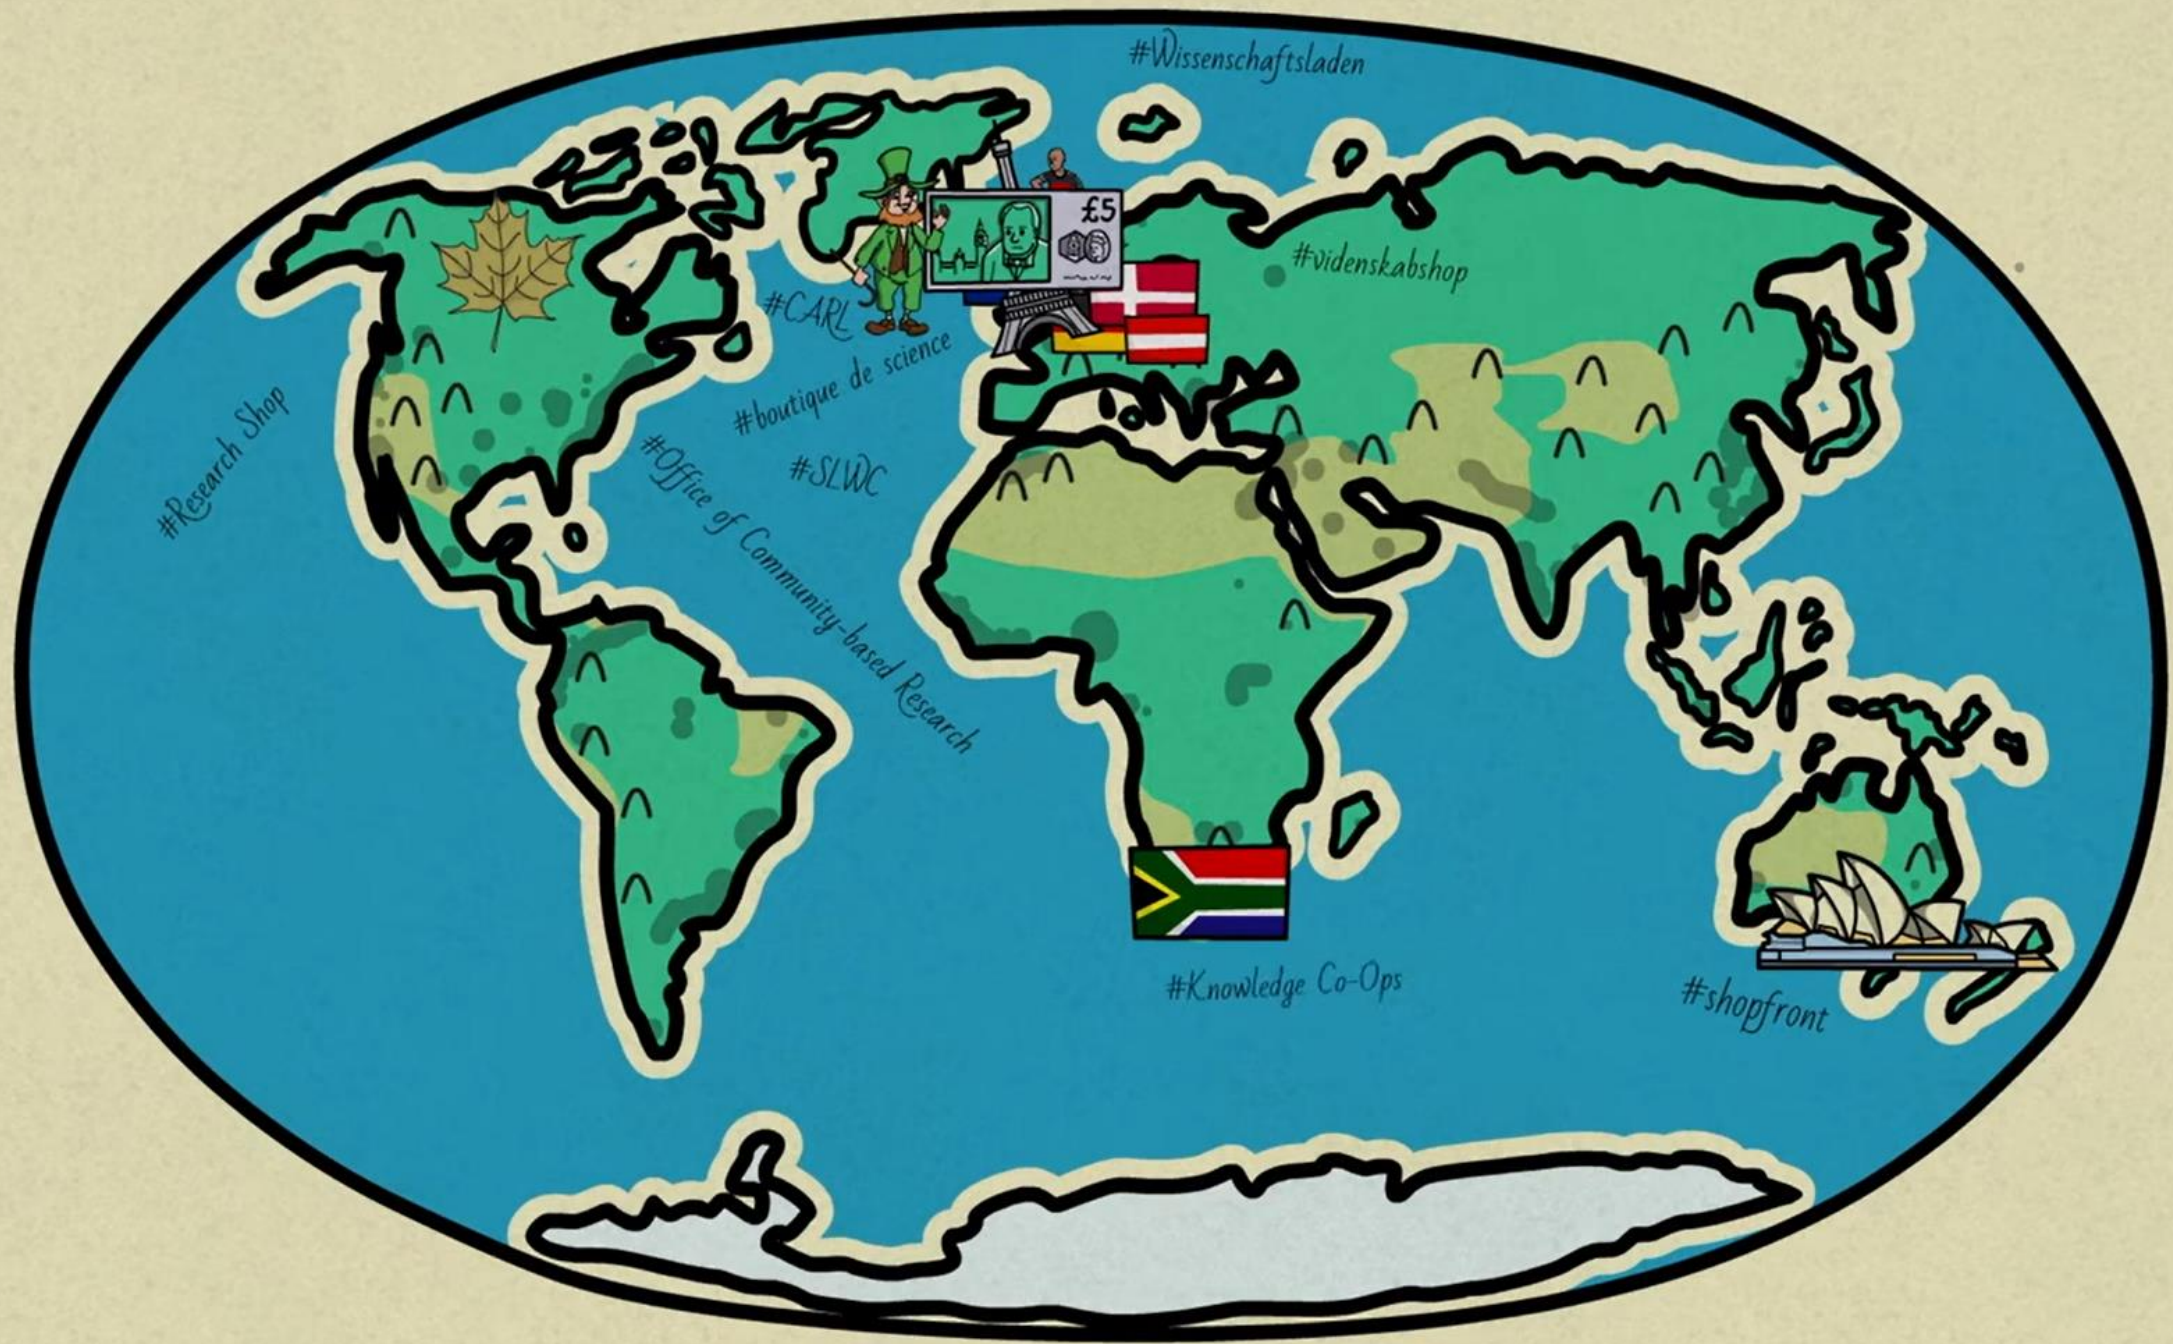 #Wissenschaftsladen
£5
#videnskabshop
#CARL
#boutique de science
#Research Shop
#SLWC
#Office of Community-based Research
#Knowledge Co-Ops
#shopfront